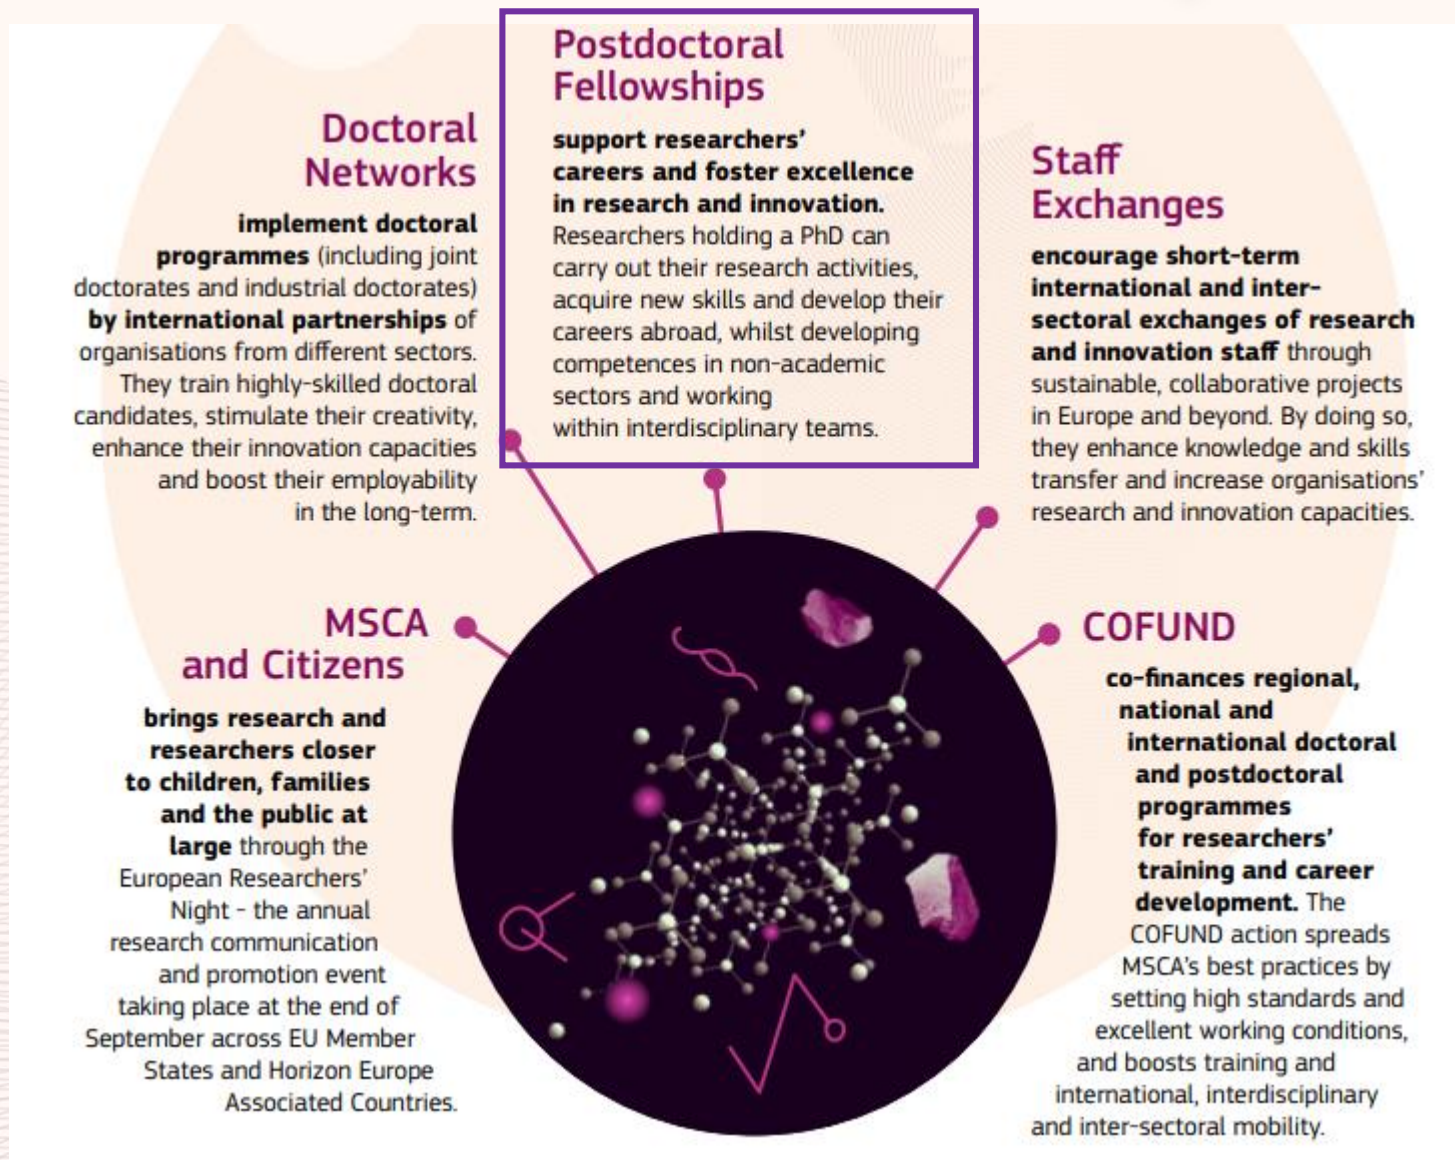 Doctoral
Networks
implement doctoral
programmes (including joint
doctorates and industrial doctorates)
by international partnerships of
organisations from different sectors.
They train highly-skilled doctoral
candidates, stimulate their creativity,
enhance their innovation capacities
and boost their employability
in the long-term.
Postdoctoral
Fellowships
support researchers'
careers and foster excellence
in research and innovation.
Researchers holding a PhD can
carry out their research activities,
acquire new skills and develop their
careers abroad, whilst developing
competences in non-academic
sectors and working
within interdisciplinary teams.
Staff
Exchanges
encourage short-term
international and inter-
sectoral exchanges of research
and innovation staff through
sustainable, collaborative projects
in Europe and beyond. By doing so,
they enhance knowledge and skills
transfer and increase organisations'
research and innovation capacities.
MSCA
and Citizens
brings research and
researchers closer
to children, families
and the public at
large through the
European Researchers'
Night - the annual
research communication
and promotion event
taking place at the end of
September across EU Member
States and Horizon Europe
Associated Countries.
COFUND
co-finances regional,
national and
international doctoral
and postdoctoral
programmes
for researchers'
training and career
development. The
COFUND action spreads
MSCA's best practices by
setting high standards and
excellent working conditions,
and boosts training and
international, interdisciplinary
and inter-sectoral mobility.